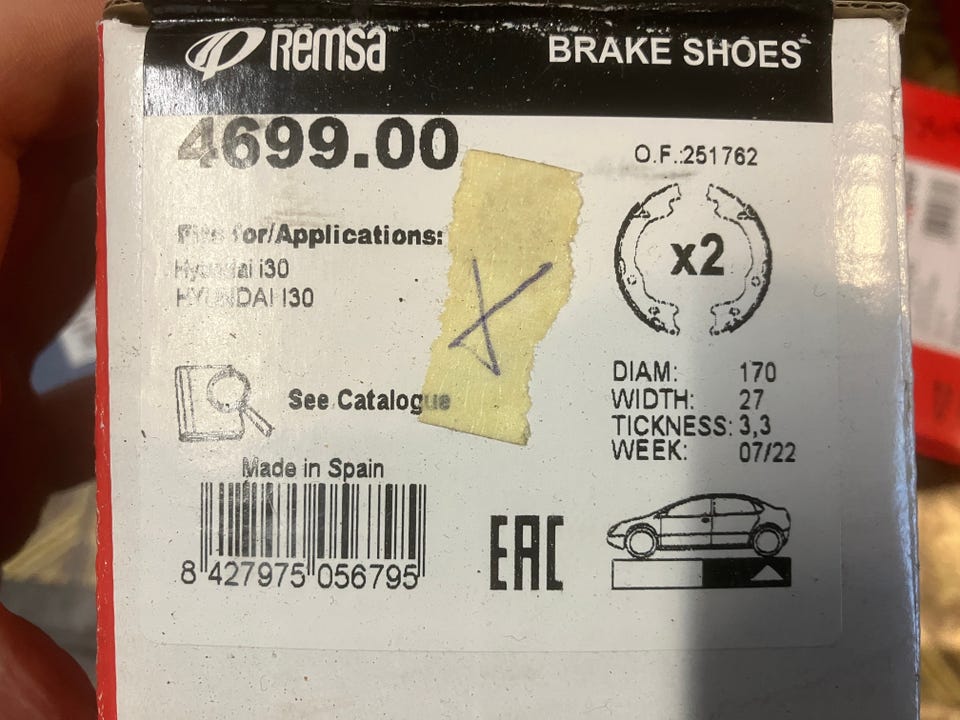 Remsa
BRAKE SHOES
4699.00
O.F.:251762
for/Applications:
Hyundai i30
HYUNDAI I30
x2
X
See Catalogue
DIAM: 170
WIDTH: 27
TICKNESS: 3,3
WEEK: 07/22
Made in Spain
8 427975 056795
EAC